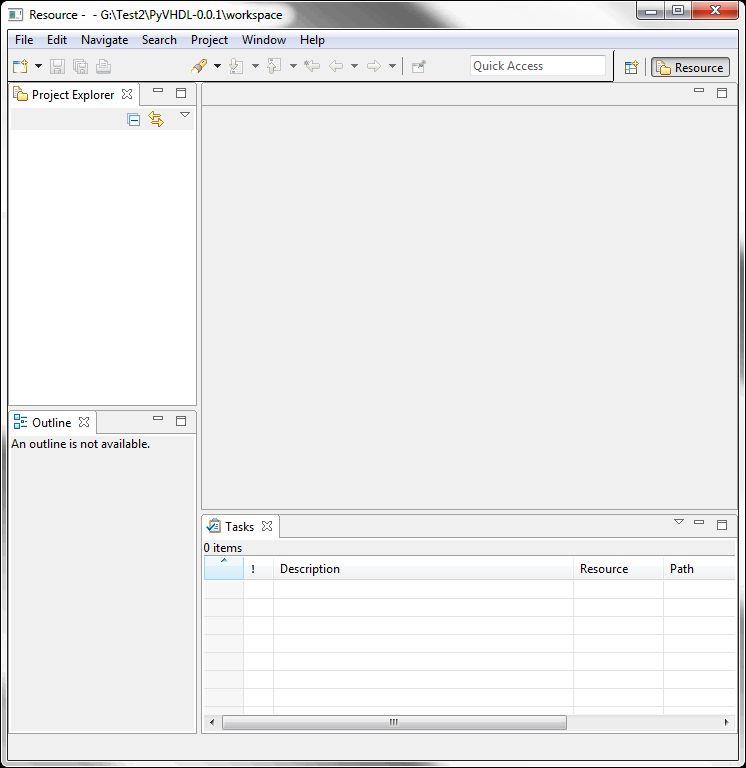 Resource - - G:\Test2\PyVHDL-0.0.1\workspace
File Edit Navigate Search Project Window Help
Quick Access
Resource
Project Explorer
Outline
An outline is not available.
Tasks
0 items
! Description Resource Path